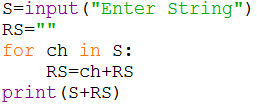 S=input("Enter String")
RS=""
for ch in S:
    RS=ch+RS
print(S+RS)